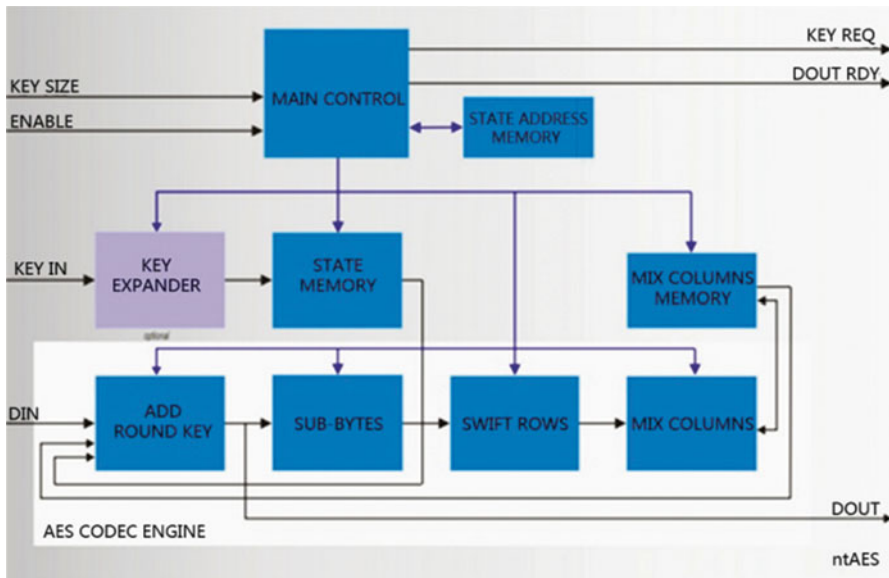 KEY REQ
DOUT RDY
KEY SIZE
MAIN CONTROL
ENABLE
STATE ADDRESS
MEMORY
KEY IN
KEY
EXPANDER
STATE
MEMORY
MIX COLUMNS
MEMORY
optional
DIN
ADD
ROUND KEY
SUB-BYTES
SWIFT ROWS
MIX COLUMNS
DOUT
AES CODEC ENGINE
ntAES